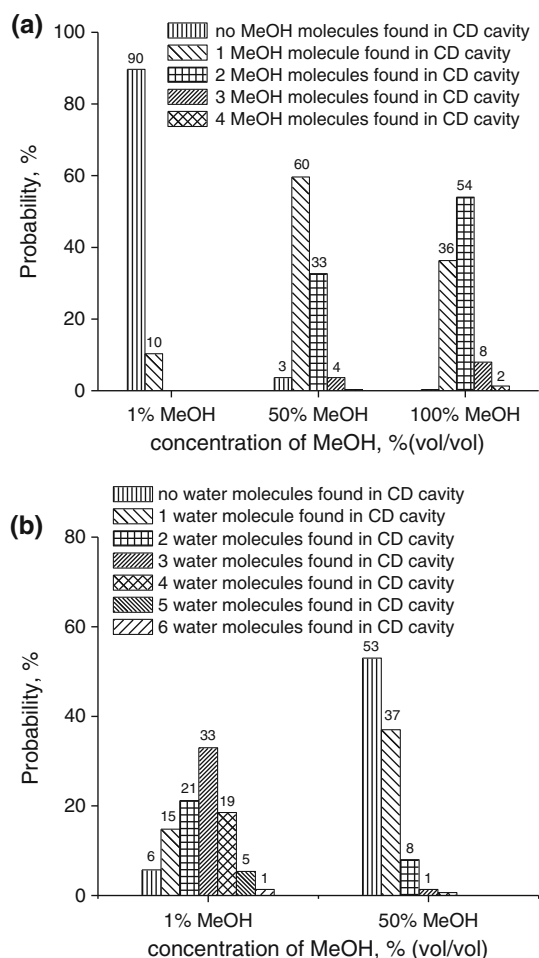 (a)
100
80
60
40
20
0
Probability, %
no MeOH molecules found in CD cavity
1 MeOH molecule found in CD cavity
2 MeOH molecules found in CD cavity
3 MeOH molecules found in CD cavity
4 MeOH molecules found in CD cavity
90
10
3
60
33
4
36
54
8
2
1% MeOH
50% MeOH
100% MeOH
concentration of MeOH, %(vol/vol)
(b)
80
60
40
20
0
Probability, %
no water molecules found in CD cavity
1 water molecule found in CD cavity
2 water molecules found in CD cavity
3 water molecules found in CD cavity
4 water molecules found in CD cavity
5 water molecules found in CD cavity
6 water molecules found in CD cavity
6
15
21
33
19
5
1
53
37
8
1
1% MeOH
50% MeOH
concentration of MeOH, % (vol/vol)